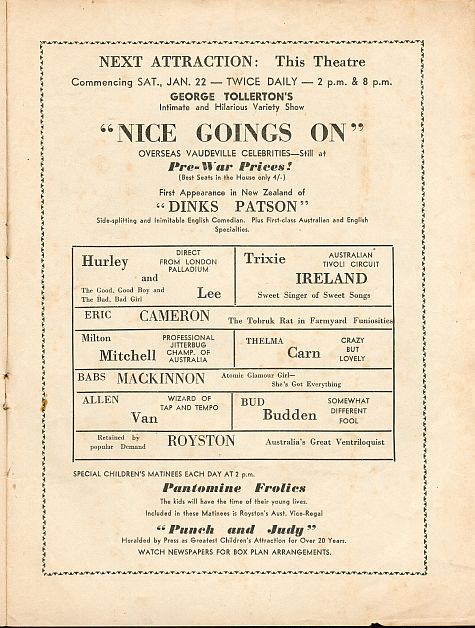 NEXT ATTRACTION: This Theatre
Commencing SAT., JAN. 22 — TWICE DAILY — 2 p.m. & 8 p.m.
GEORGE TOLLERTON'S
Intimate and Hilarious Variety Show
"NICE GOINGS ON"
OVERSEAS VAUDEVILLE CELEBRITIES—Still at
Pre-War Prices!
(Best Seats in the House only 4/-)
First Appearance in New Zealand of
"DINKS PATSON"
Side-splitting and Inimitable English Comedian. Plus First-class Australian and English
Specialties.
Hurley
DIRECT
FROM LONDON
PALLADIUM
and
The Good, Good Boy and
The Bad, Bad Girl
Lee
Trixie
AUSTRALIAN
TIVOLI CIRCUIT
IRELAND
Sweet Singer of Sweet Songs
ERIC CAMERON The Tobruk Rat in Farmyard Funiosities
Milton
PROFESSIONAL
JITTERBUG
CHAMP. OF
AUSTRALIA
Mitchell
THELMA
Carn
CRAZY
BUT
LOVELY
BABS MACKINNON Atomic Glamour Girl—
She's Got Everything
ALLEN
WIZARD OF
TAP AND TEMPO
Van
BUD
Budden
SOMEWHAT
DIFFERENT
FOOL
Retained by
popular Demand
ROYSTON Australia's Great Ventriloquist
SPECIAL CHILDREN'S MATINEES EACH DAY AT 2 p.m.
Pantomine Frolics
The kids will have the time of their young lives.
Included in these Matinees is Royston's Aust. Vice-Regal
"Punch and Judy"
Heralded by Press as Greatest Children's Attraction for Over 20 Years.
WATCH NEWSPAPERS FOR BOX PLAN ARRANGEMENTS.